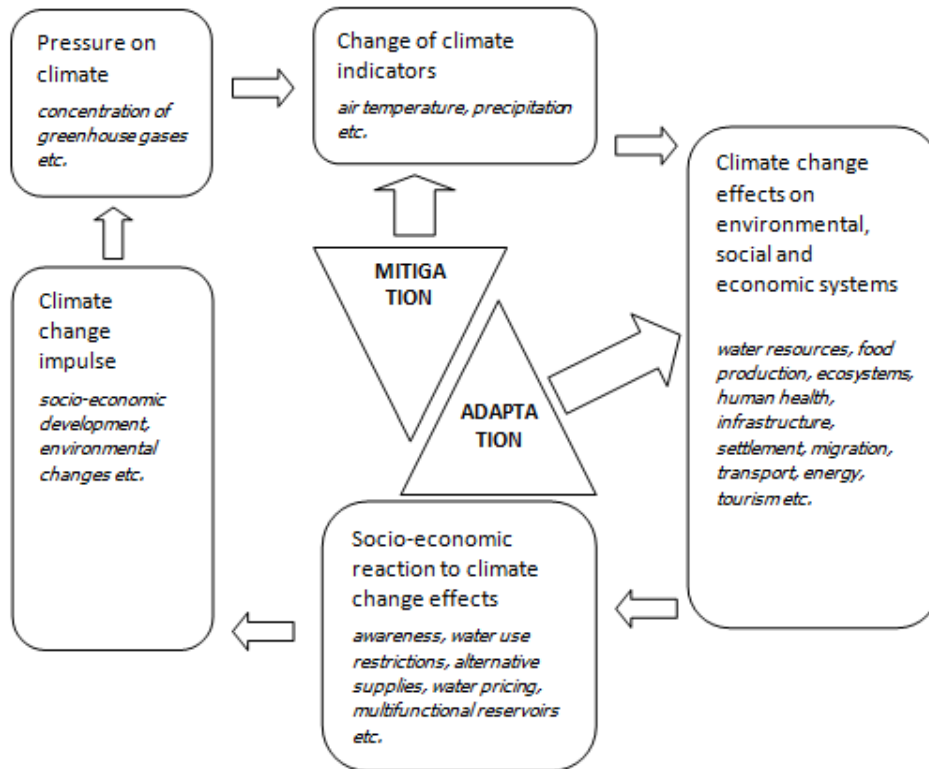 Pressure on
climate
concentration of
greenhouse gases
etc.
Change of climate
indicators
air temperature, precipitation
etc.
Climate change
effects on
environmental,
social and
economic systems
water resources, food
production, ecosystems,
human health,
infrastructure,
settlement, migration,
transport, energy,
tourism etc.
MITIGA
TION
ADAPTA
TION
Climate
change
impulse
socio-economic
development,
environmental
changes etc.
Socio-economic
reaction to climate
change effects
awareness, water use
restrictions, alternative
supplies, water pricing,
multifunctional reservoirs
etc.